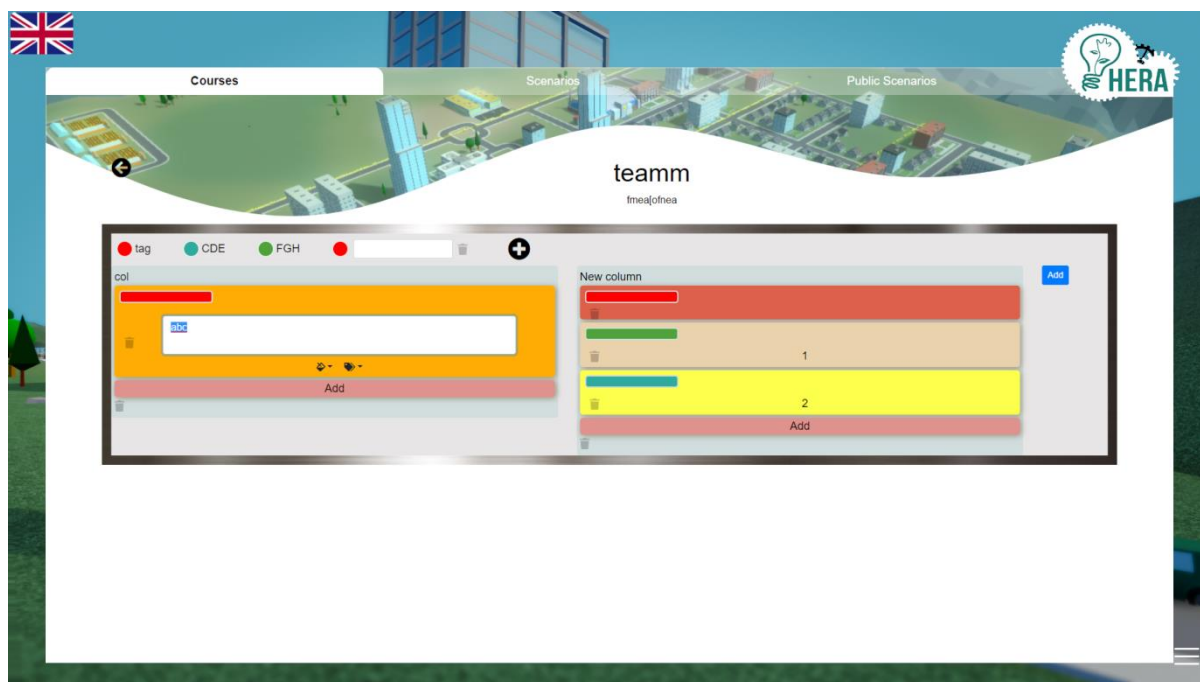 HERA
Courses
Scenarios
Public Scenarios
teamm
fmea|ofnea
tag
CDE
FGH
col
New column
Add
abc
1
Add
2
Add